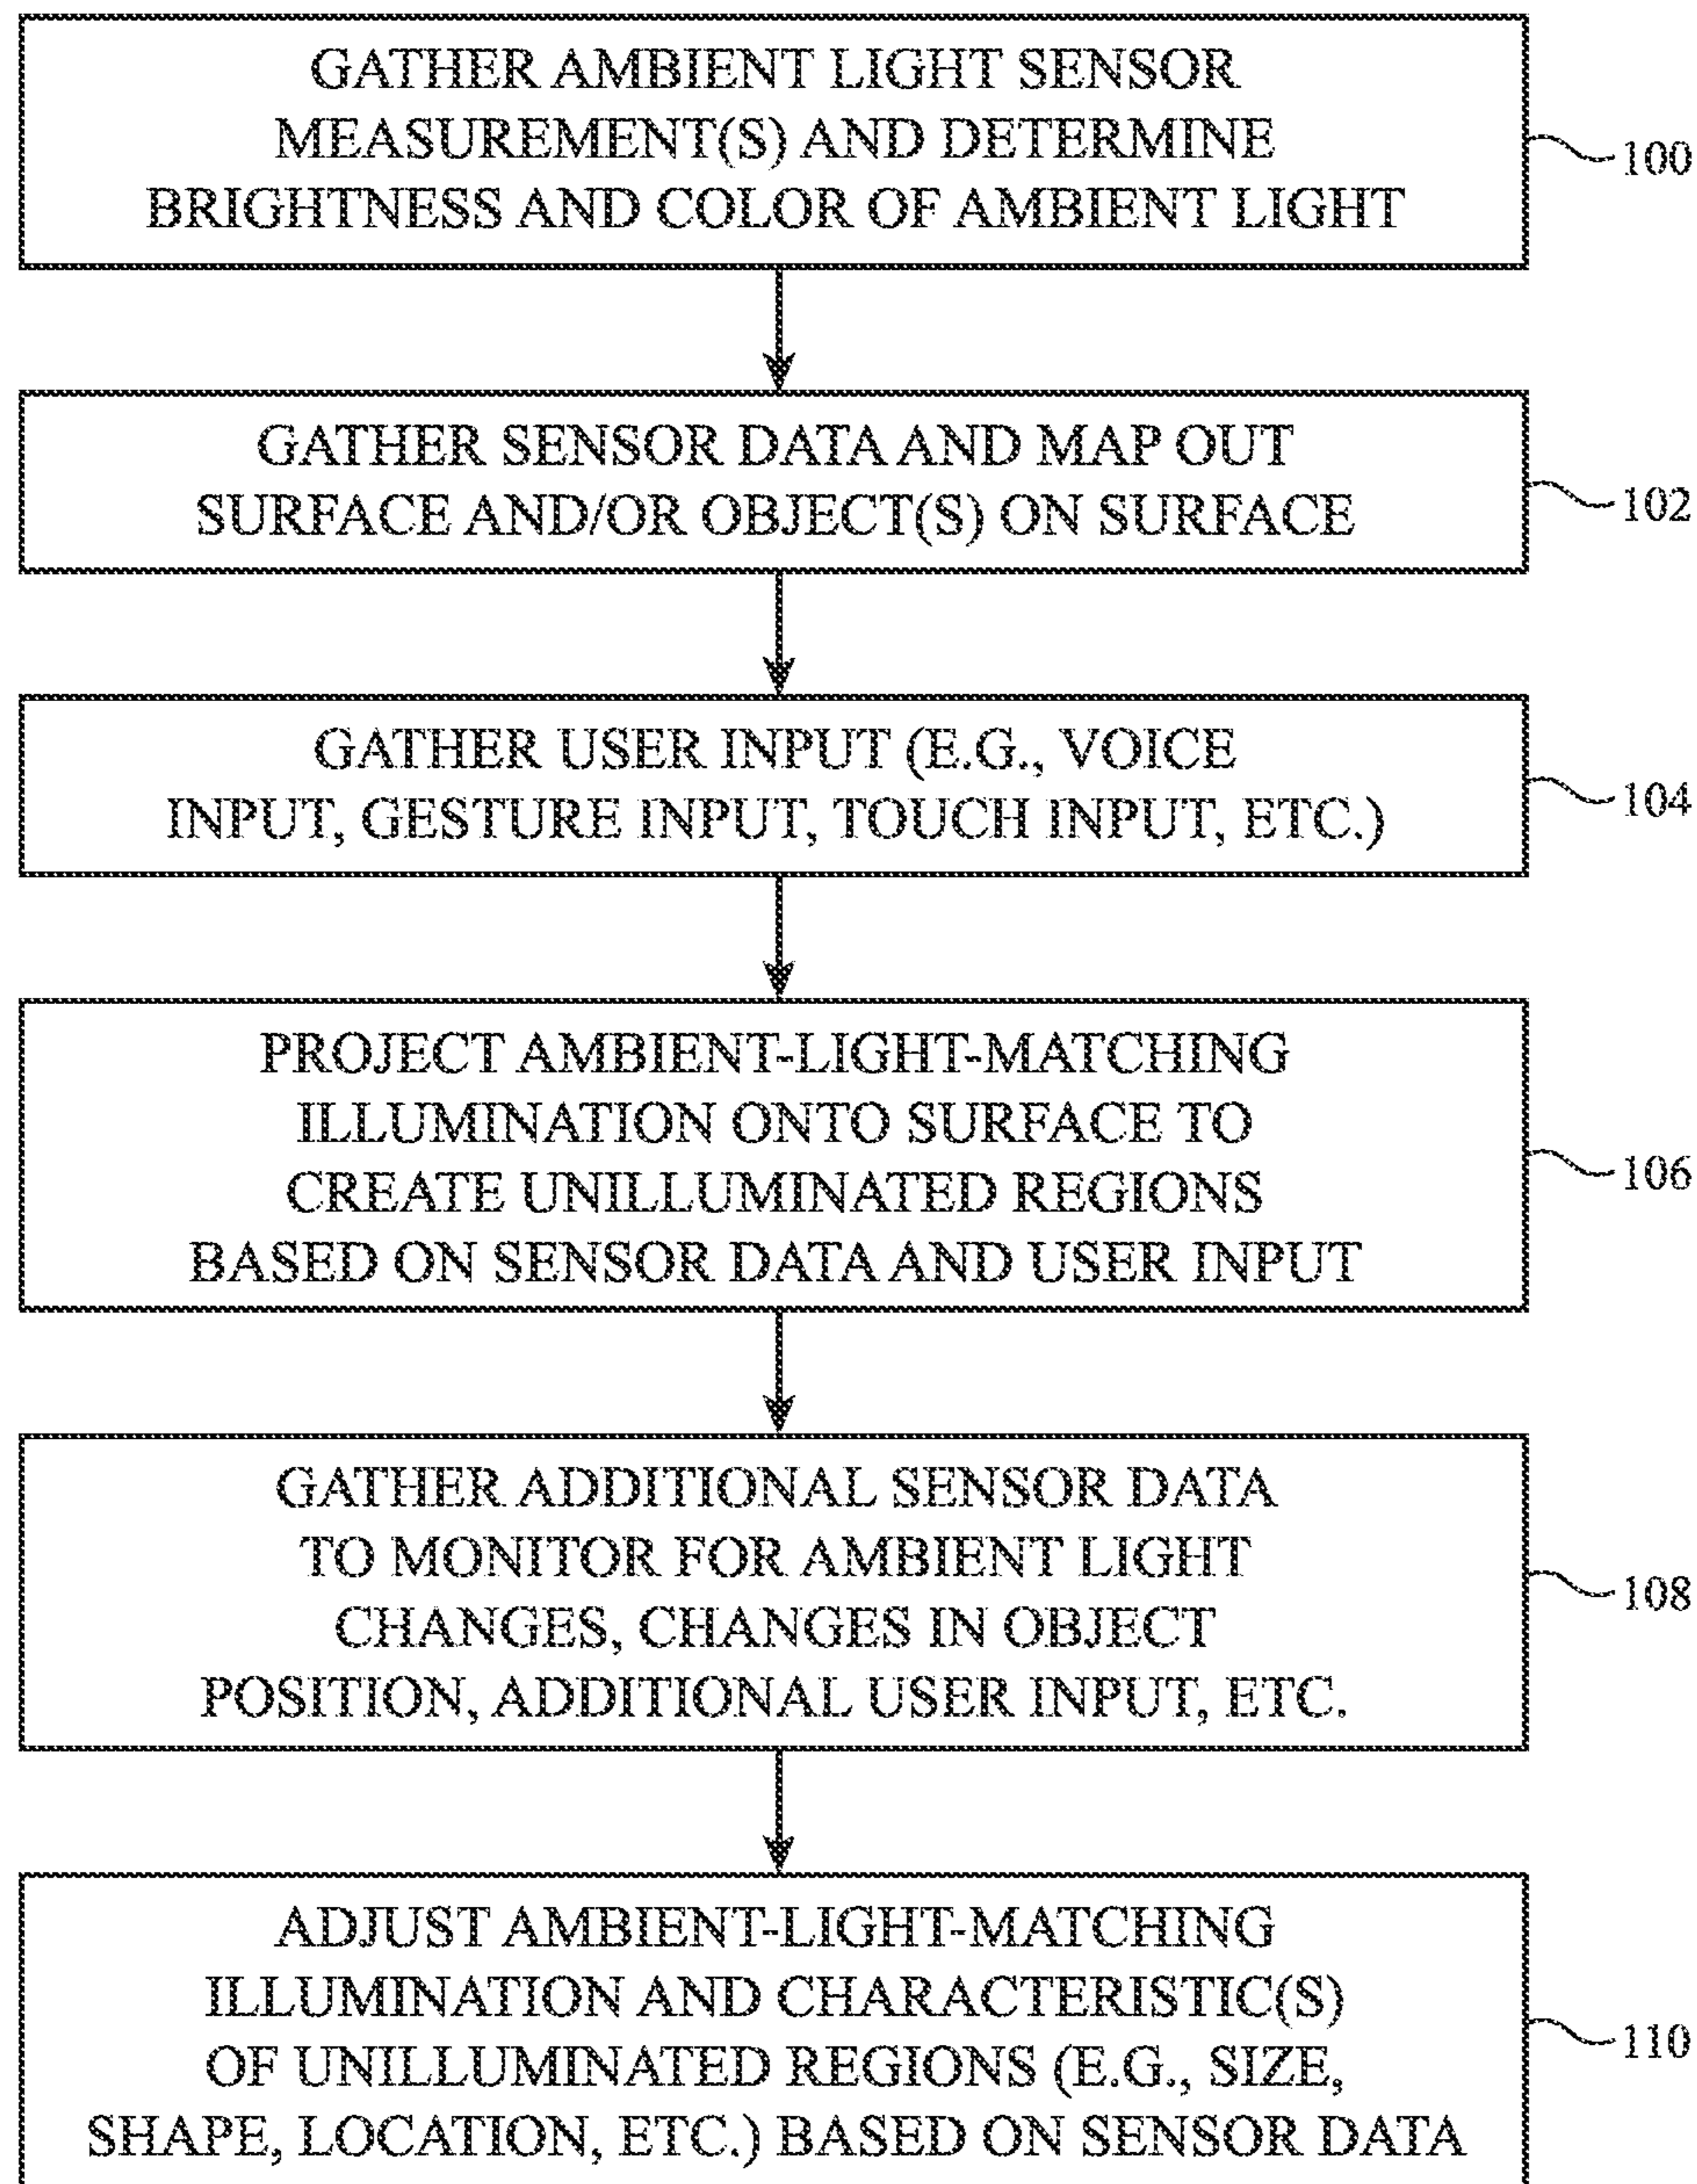 GATHER AMBIENT LIGHT SENSOR
MEASUREMENT(S) AND DETERMINE
BRIGHTNESS AND COLOR OF AMBIENT LIGHT
100
GATHER SENSOR DATA AND MAP OUT
SURFACE AND/OR OBJECT(S) ON SURFACE
102
GATHER USER INPUT (E.G., VOICE
INPUT, GESTURE INPUT, TOUCH INPUT, ETC.)
104
PROJECT AMBIENT-LIGHT-MATCHING
ILLUMINATION ONTO SURFACE TO
CREATE UNILLUMINATED REGIONS
BASED ON SENSOR DATA AND USER INPUT
106
GATHER ADDITIONAL SENSOR DATA
TO MONITOR FOR AMBIENT LIGHT
CHANGES, CHANGES IN OBJECT
POSITION, ADDITIONAL USER INPUT, ETC.
108
ADJUST AMBIENT-LIGHT-MATCHING
ILLUMINATION AND CHARACTERISTIC(S)
OF UNILLUMINATED REGIONS (E.G., SIZE,
SHAPE, LOCATION, ETC.) BASED ON SENSOR DATA
110